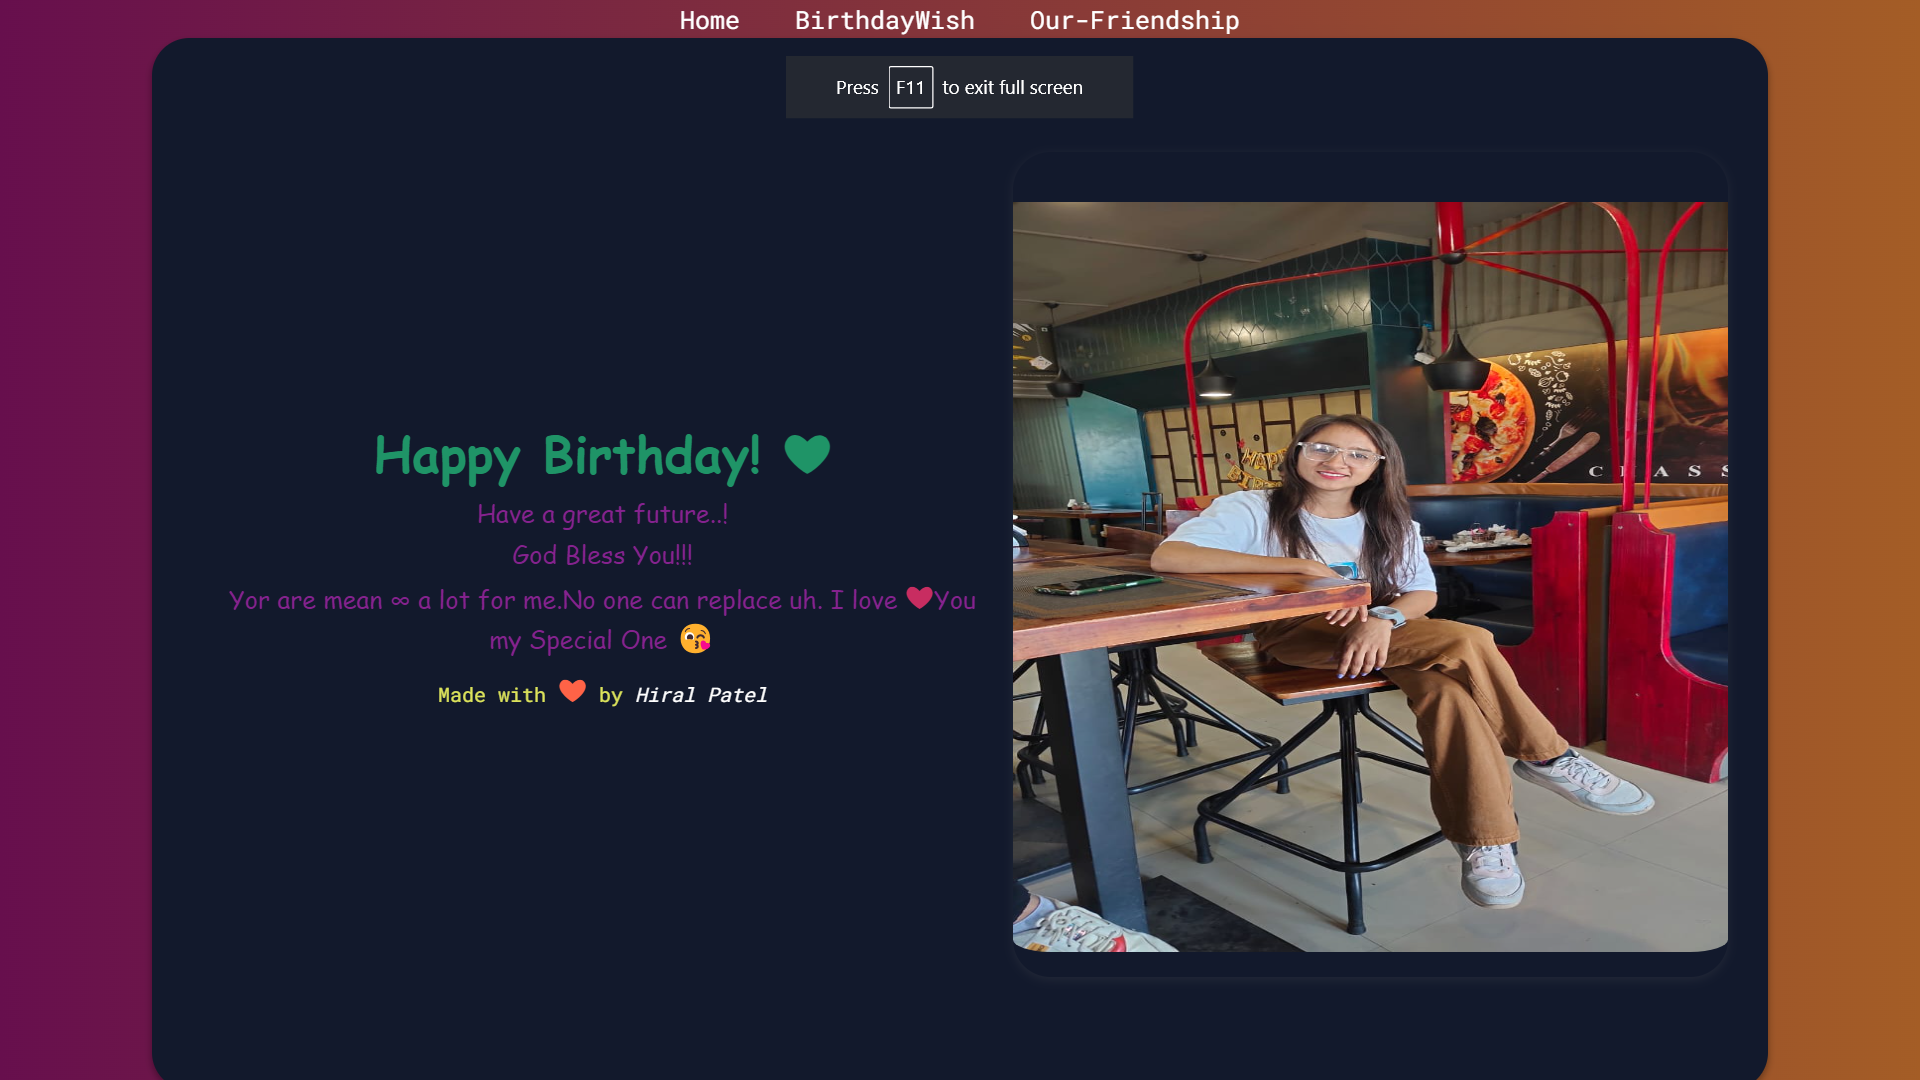 Home BirthdayWish Our-Friendship
Press F11 to exit full screen
Happy Birthday! 💚
Have a great future..!
God Bless You!!!
Yor are mean ∞ a lot for me.No one can replace uh. I love ❤️You
my Special One 😘
Made with ❤️ by Hiral Patel
HAPPY